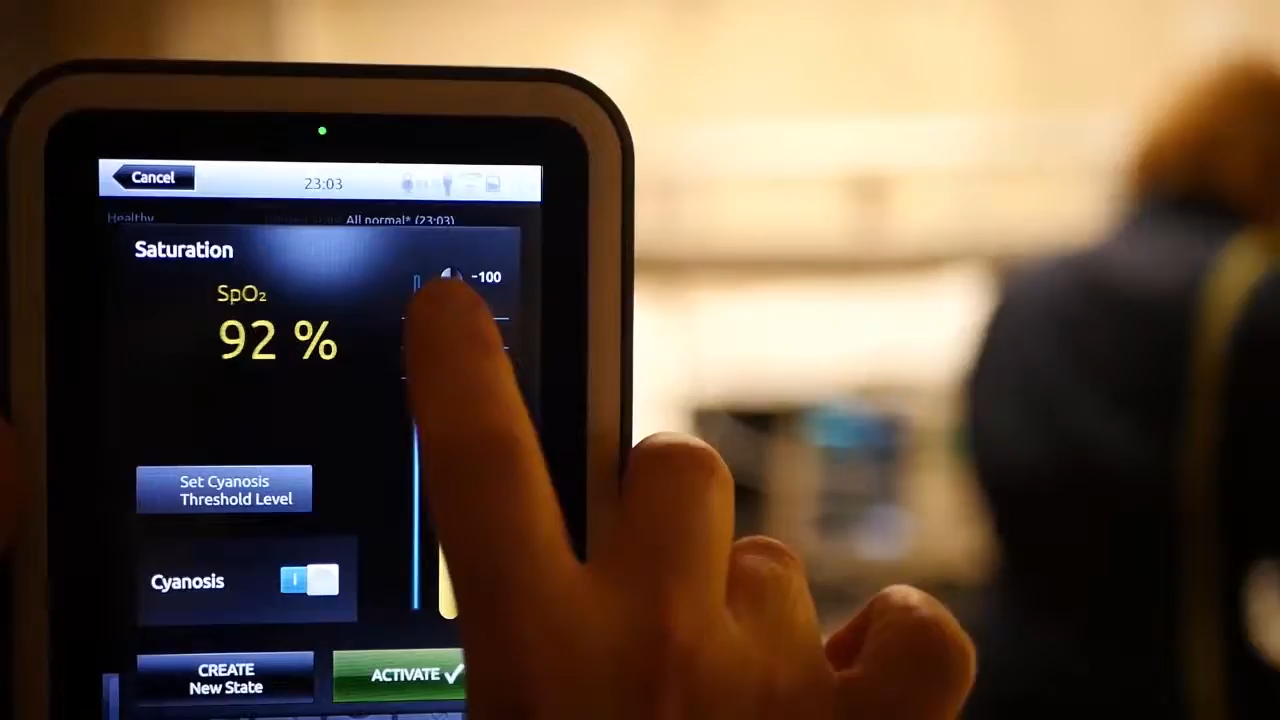 Cancel
23:03
Healthy
All normal* (23:03)
Saturation
-100
SpO₂
92 %
Set Cyanosis
Threshold Level
Cyanosis
CREATE
New State
ACTIVATE